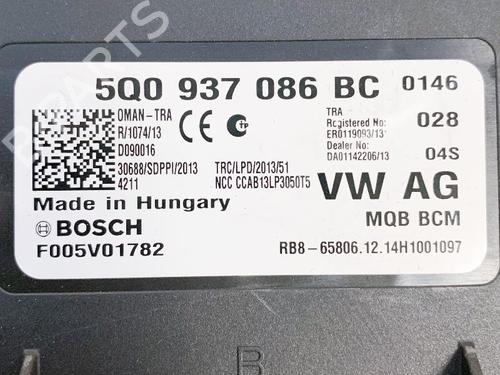 5Q0 937 086 BC 0146
OMAN-TRA
R/1074/13
D090016
TRA
Registered No:
ER0119093/13
028
Dealer No:
DA01142206/13
04S
30688/SDPPI/2013
4211
TRC/LPD/2013/51
NCC CCAB13LP3050T5
VW AG
Made in Hungary
MQB BCM
BOSCH
F005V01782
RB8-65806.12.14H1001097
B